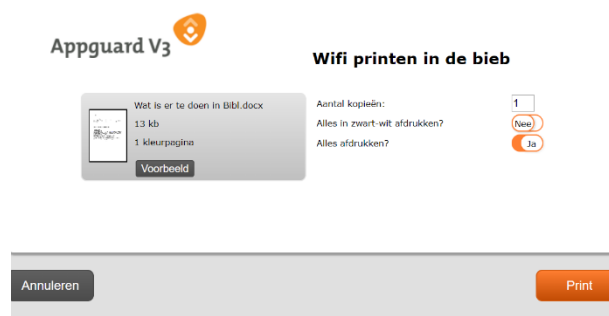 Appguard V3
Wifi printen in de bieb
Wat is er te doen in Bibl.docx
13 kb
1 kleurpagina
Voorbeeld
Aantal kopieën: 1
Alles in zwart-wit afdrukken? Nee
Alles afdrukken? Ja
Annuleren
Print